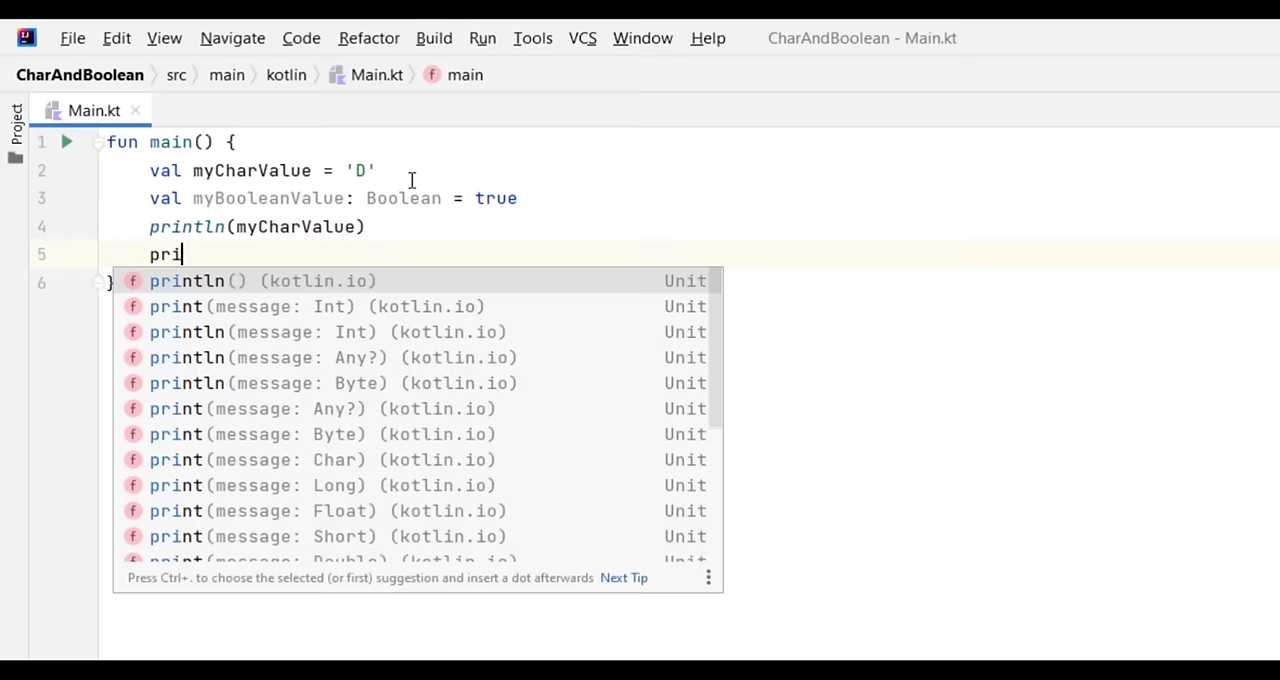 File Edit View Navigate Code Refactor Build Run Tools VCS Window Help CharAndBoolean - Main.kt
CharAndBoolean src main kotlin Main.kt main
Project
Main.kt
1 fun main() {
2 val myCharValue = 'D'
3 val myBooleanValue: Boolean = true
4 println(myCharValue)
5 pri
6 }
println() (kotlin.io) Unit
print(message: Int) (kotlin.io) Unit
println(message: Int) (kotlin.io) Unit
println(message: Any?) (kotlin.io) Unit
println(message: Byte) (kotlin.io) Unit
print(message: Any?) (kotlin.io) Unit
print(message: Byte) (kotlin.io) Unit
print(message: Char) (kotlin.io) Unit
print(message: Long) (kotlin.io) Unit
print(message: Float) (kotlin.io) Unit
print(message: Short) (kotlin.io) Unit
print(message: Double) (kotlin.io) Unit
Press Ctrl+. to choose the selected (or first) suggestion and insert a dot afterwards Next Tip